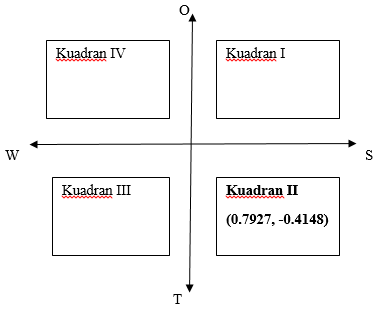 O
Kuadran IV
Kuadran I
W
S
Kuadran III
Kuadran II
(0.7927, -0.4148)
T